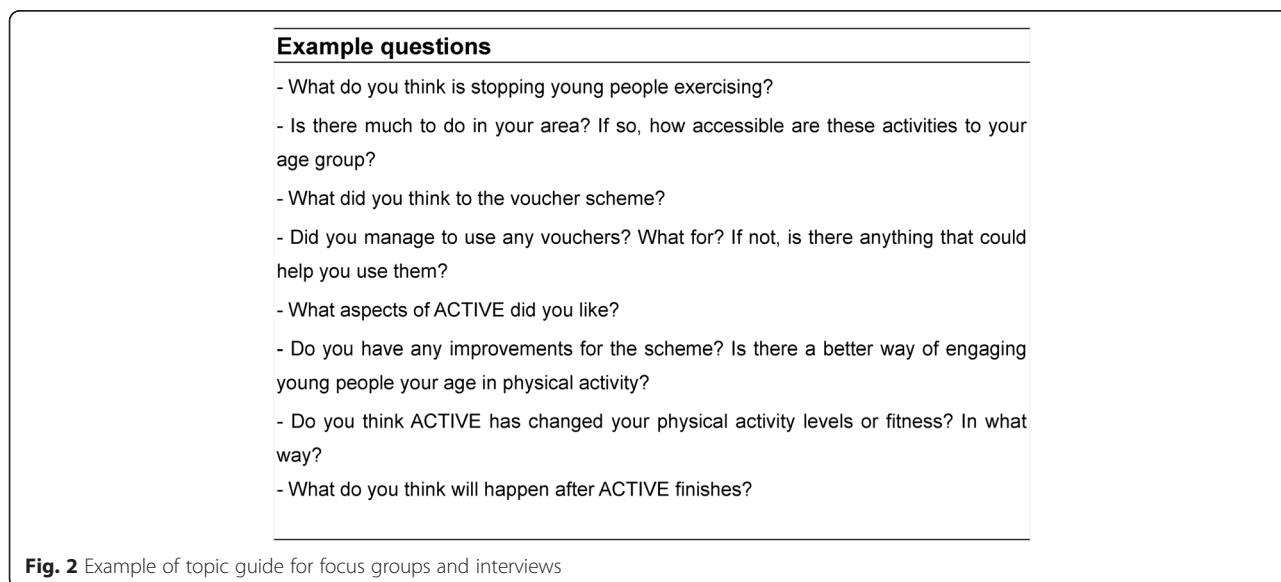 Example questions
- What do you think is stopping young people exercising?
- Is there much to do in your area? If so, how accessible are these activities to your
age group?
- What did you think to the voucher scheme?
- Did you manage to use any vouchers? What for? If not, is there anything that could
help you use them?
- What aspects of ACTIVE did you like?
- Do you have any improvements for the scheme? Is there a better way of engaging
young people your age in physical activity?
- Do you think ACTIVE has changed your physical activity levels or fitness? In what
way?
- What do you think will happen after ACTIVE finishes?
Fig. 2 Example of topic guide for focus groups and interviews